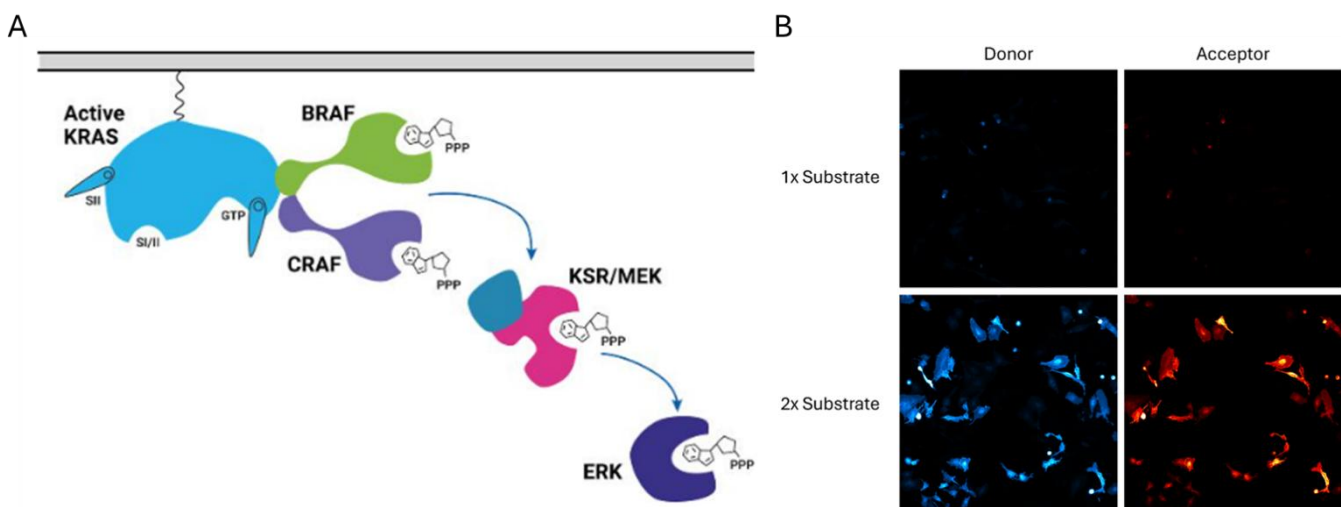 A
Active
KRAS
SII
SI/II
GTP
BRAF
PPP
CRAF
PPP
KSR/MEK
PPP
ERK
PPP
B
Donor
Acceptor
1x Substrate
2x Substrate